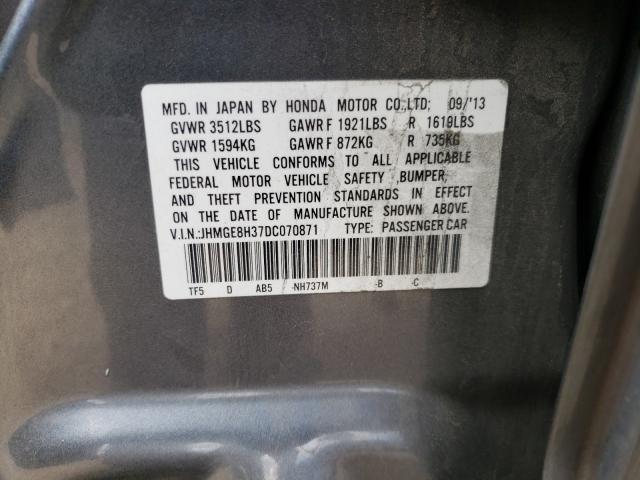 MFD. IN JAPAN BY HONDA MOTOR CO.,LTD; 09/'13
GVWR 3512LBS GAWR F 1921LBS R 1619LBS
GVWR 1594KG GAWR F 872KG R 735KG
THIS VEHICLE CONFORMS TO ALL APPLICABLE
FEDERAL MOTOR VEHICLE SAFETY ,BUMPER,
AND THEFT PREVENTION STANDARDS IN EFFECT
ON THE DATE OF MANUFACTURE SHOWN ABOVE.
V.I.N.:JHMGE8H37DC070871 TYPE: PASSENGER CAR
TF5 D AB5 -NH737M -B -C